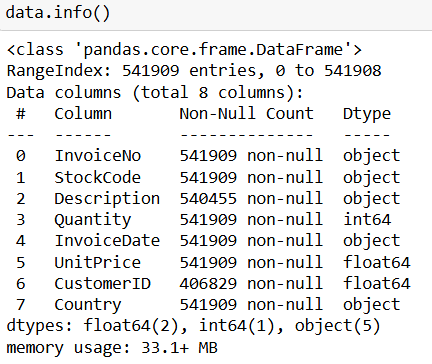 data.info()
<class 'pandas.core.frame.DataFrame'>
RangeIndex: 541909 entries, 0 to 541908
Data columns (total 8 columns):
 #   Column       Non-Null Count   Dtype
---  ------       --------------   -----
 0   InvoiceNo    541909 non-null  object
 1   StockCode    541909 non-null  object
 2   Description  540455 non-null  object
 3   Quantity     541909 non-null  int64
 4   InvoiceDate  541909 non-null  object
 5   UnitPrice    541909 non-null  float64
 6   CustomerID   406829 non-null  float64
 7   Country      541909 non-null  object
dtypes: float64(2), int64(1), object(5)
memory usage: 33.1+ MB